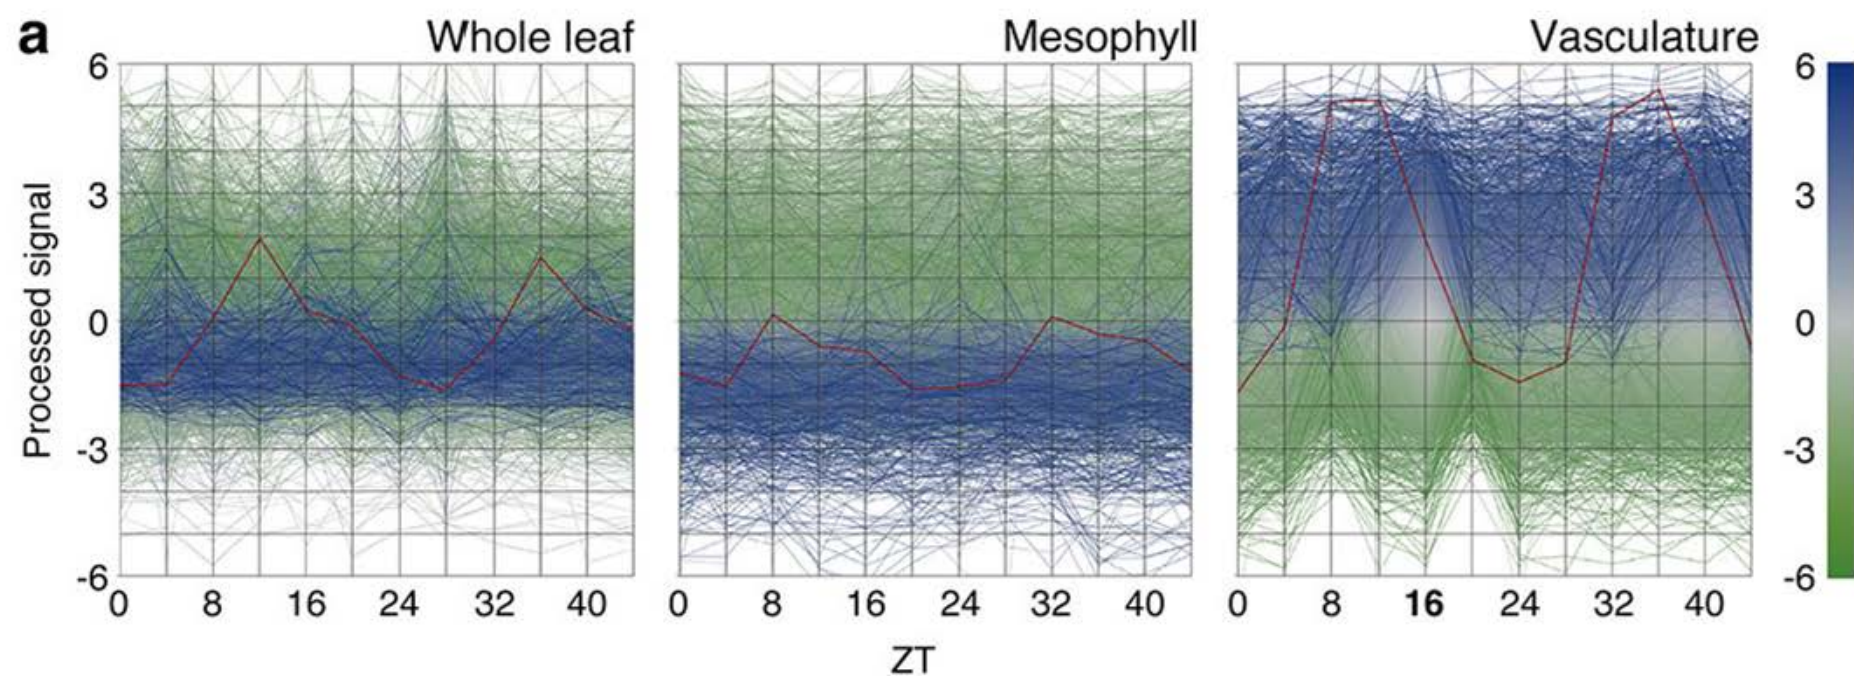 a
Whole leaf
Mesophyll
Vasculature
Processed signal
6
3
0
-3
-6
0 8 16 24 32 40
0 8 16 24 32 40
0 8 16 24 32 40
ZT
6
3
0
-3
-6